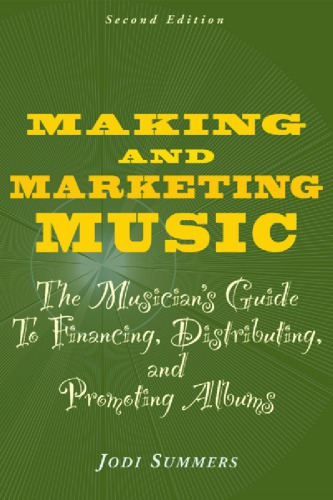 Second Edition
MAKING
AND
MARKETING
MUSIC
The Musician's Guide
To Financing, Distributing,
and
Promoting Albums
JODI SUMMERS